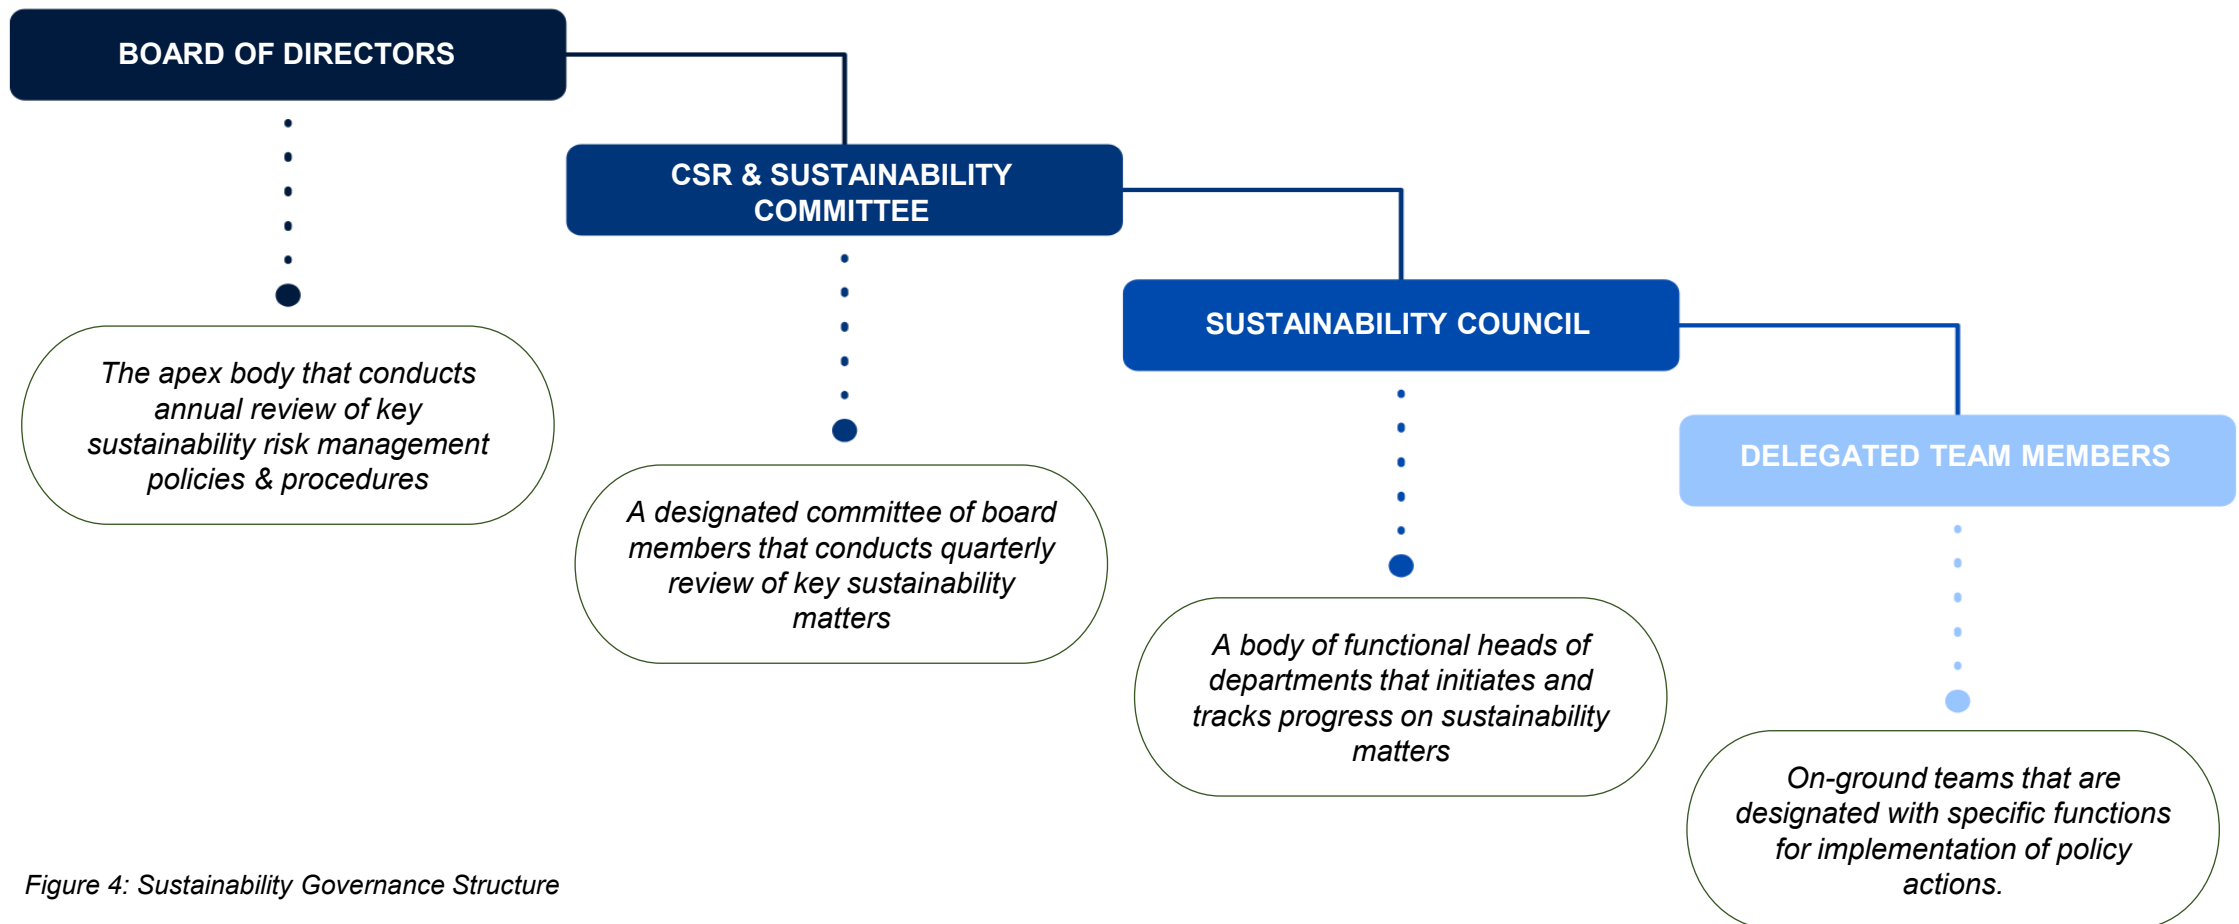 BOARD OF DIRECTORS
The apex body that conducts
annual review of key
sustainability risk management
policies & procedures
CSR & SUSTAINABILITY
COMMITTEE
A designated committee of board
members that conducts quarterly
review of key sustainability
matters
SUSTAINABILITY COUNCIL
A body of functional heads of
departments that initiates and
tracks progress on sustainability
matters
DELEGATED TEAM MEMBERS
On-ground teams that are
designated with specific functions
for implementation of policy
actions.
Figure 4: Sustainability Governance Structure